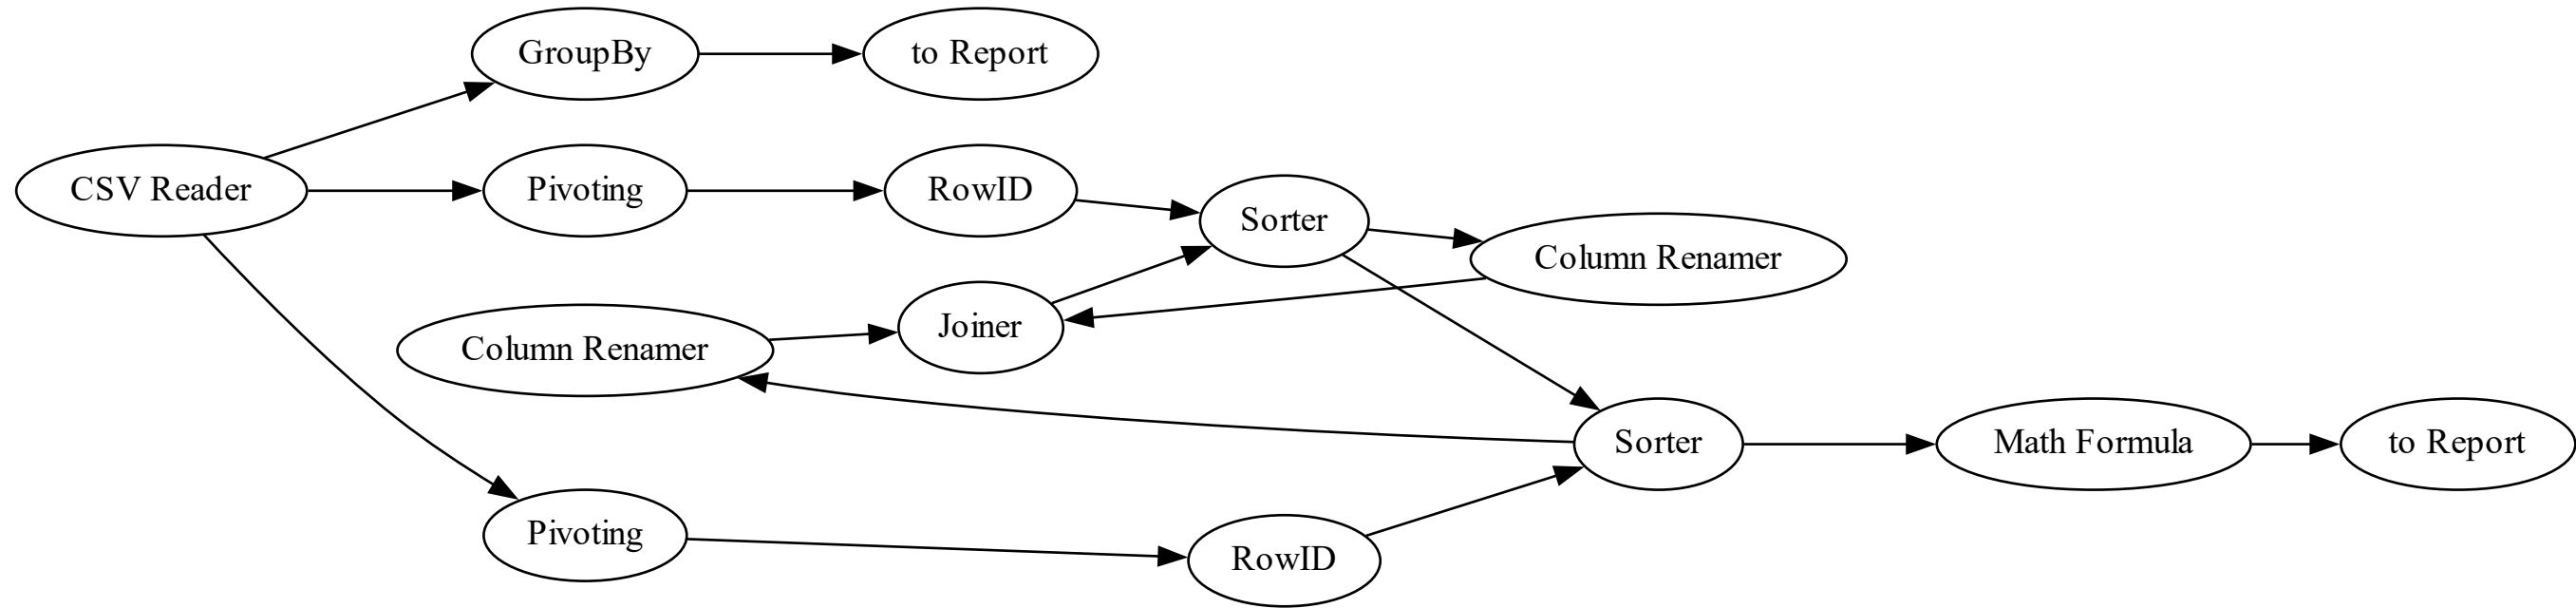 GroupBy
to Report
CSV Reader
Pivoting
RowID
Sorter
Column Renamer
Joiner
Column Renamer
Sorter
Math Formula
to Report
Pivoting
RowID